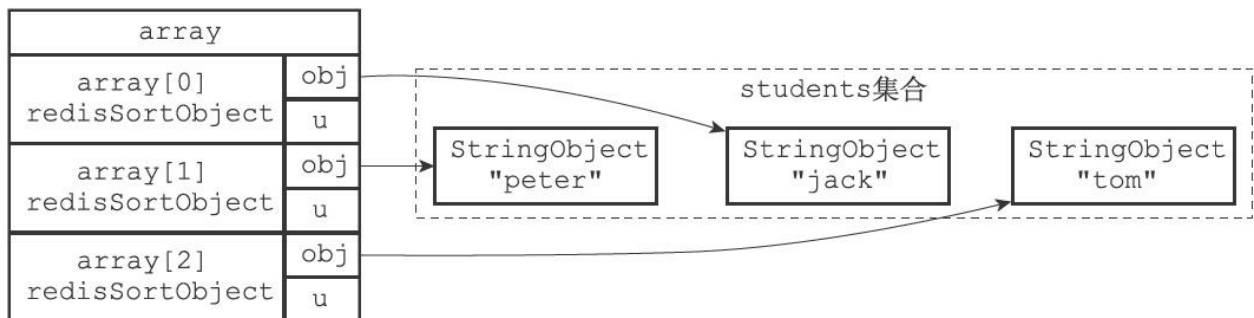 array
array[0]
redisSortObject
obj
u
array[1]
redisSortObject
obj
u
array[2]
redisSortObject
obj
u
students集合
StringObject
"peter"
StringObject
"jack"
StringObject
"tom"